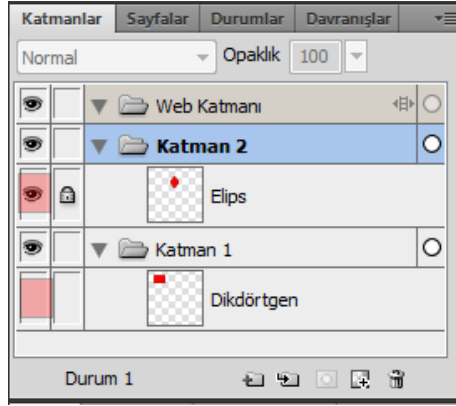 Katmanlar Sayfalar Durumlar Davranışlar
Normal Opaklık 100
Web Katmanı
Katman 2
Elips
Katman 1
Dikdörtgen
Durum 1